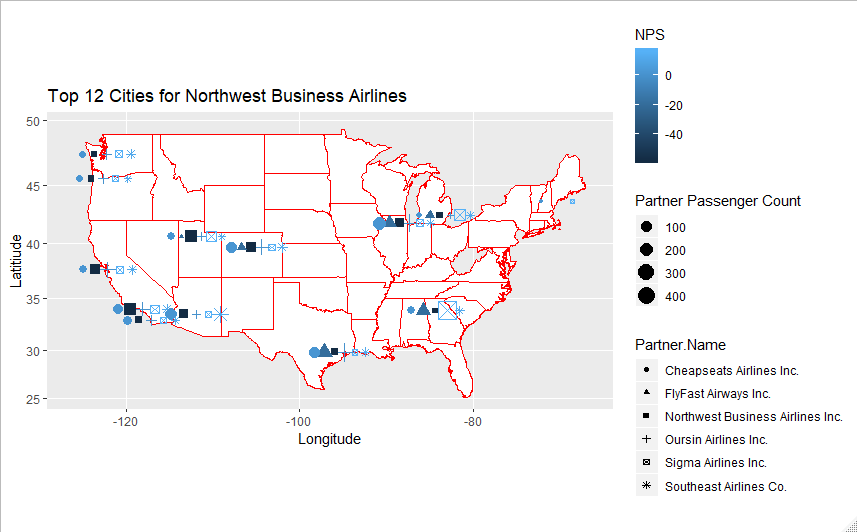 Top 12 Cities for Northwest Business Airlines
50
45
40
35
30
25
Latitiude
-120
-100
-80
Longitude
NPS
0
-20
-40
Partner Passenger Count
100
200
300
400
Partner.Name
Cheapseats Airlines Inc.
FlyFast Airways Inc.
Northwest Business Airlines Inc.
Oursin Airlines Inc.
Sigma Airlines Inc.
Southeast Airlines Co.